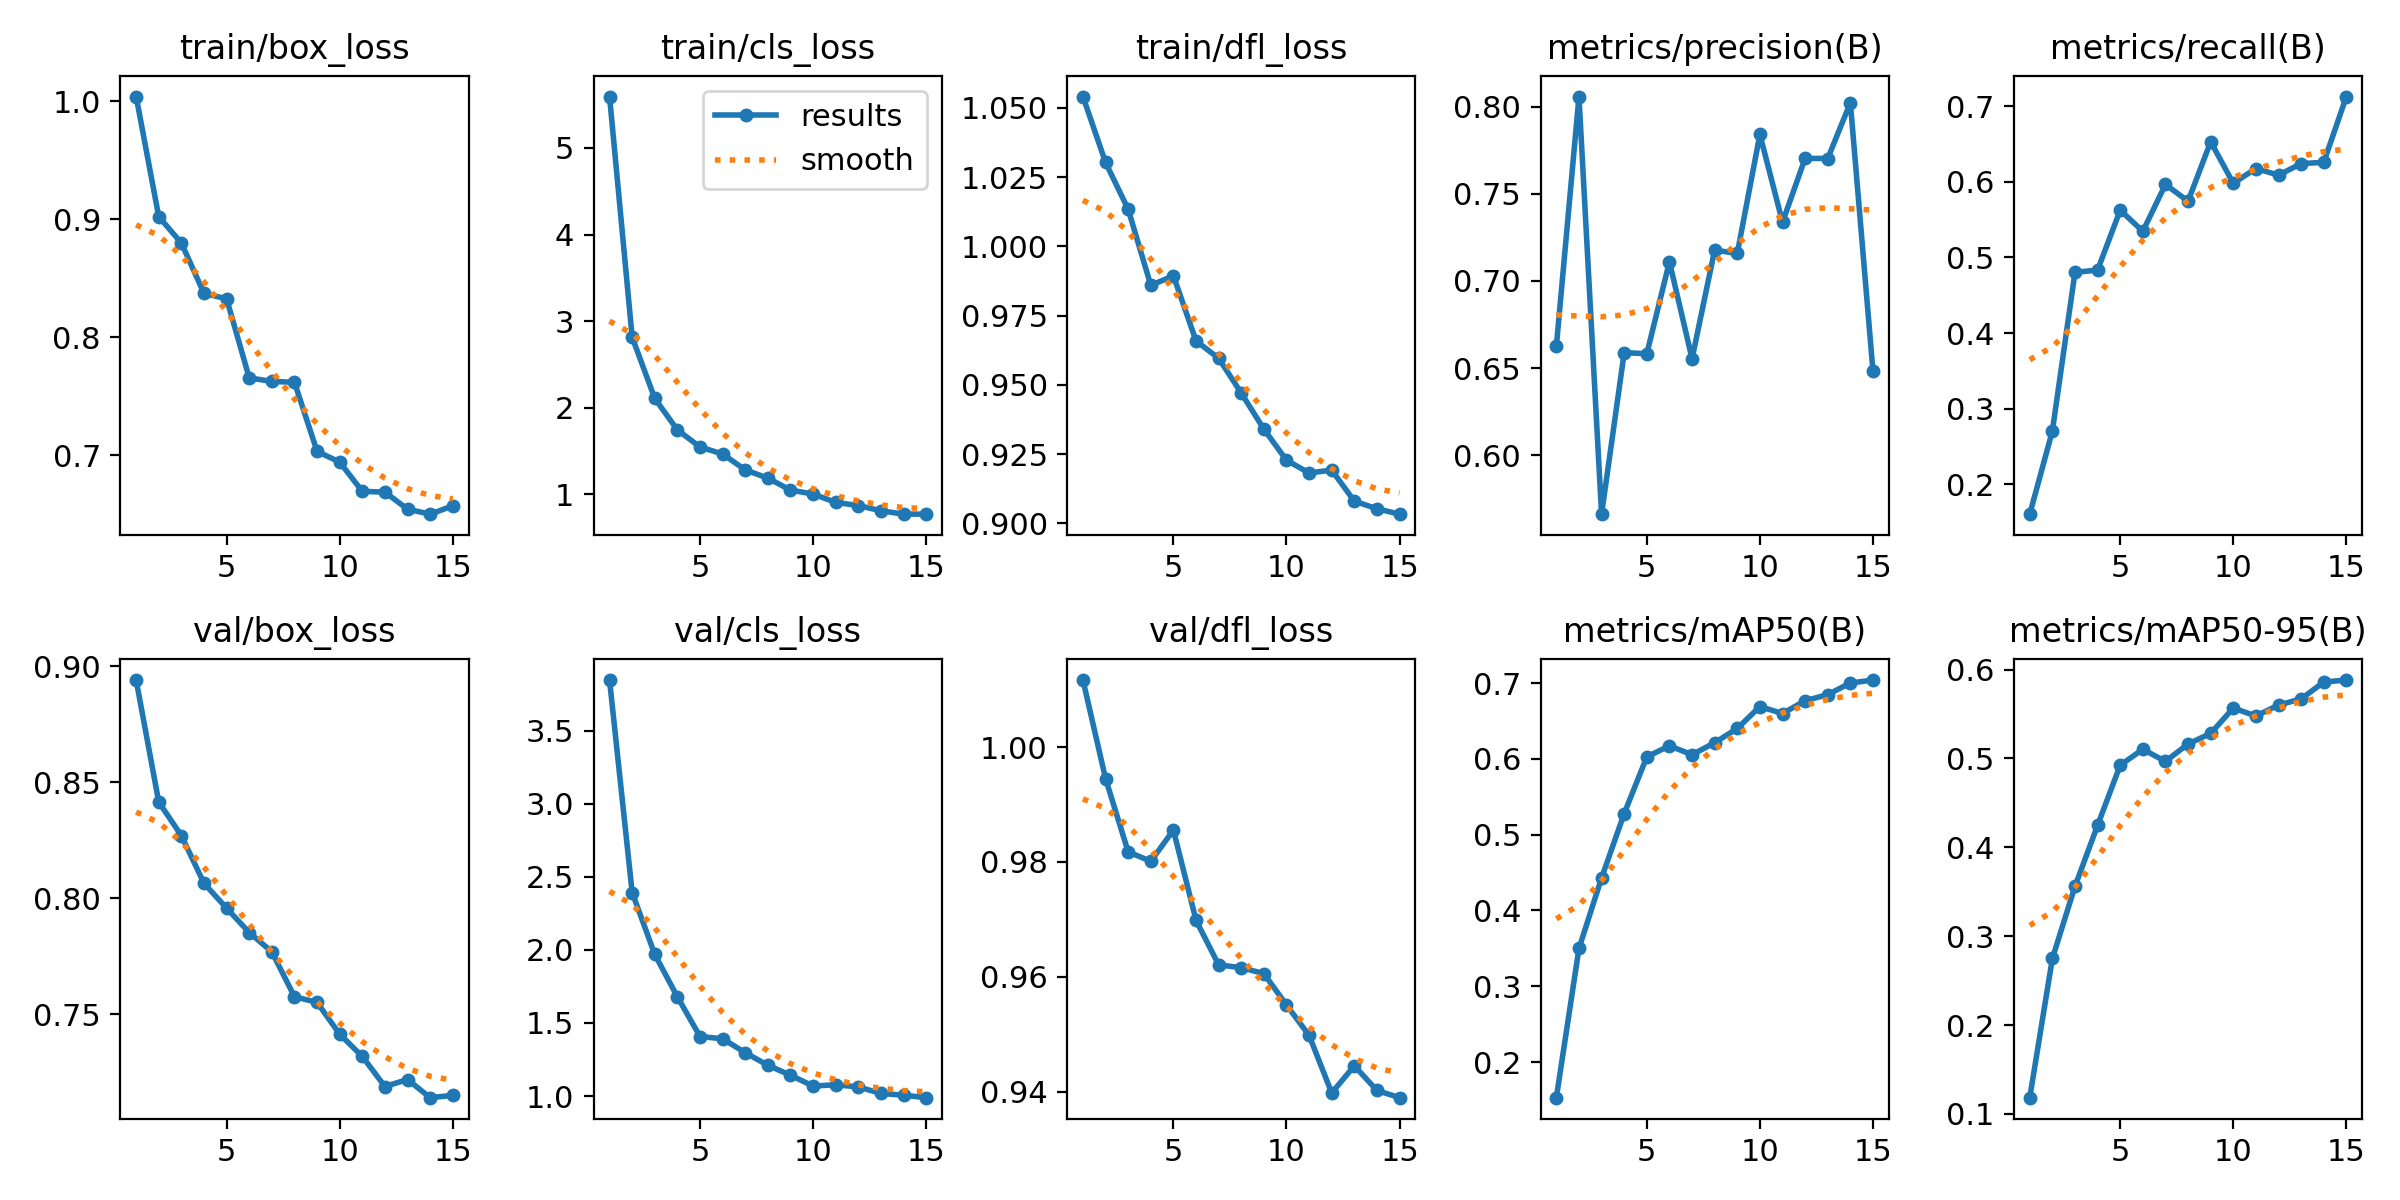 train/box_loss
train/cls_loss
train/dfl_loss
metrics/precision(B)
metrics/recall(B)
1.0
0.9
0.8
0.7
5 10 15
results
smooth
5
4
3
2
1
5 10 15
1.050
1.025
1.000
0.975
0.950
0.925
0.900
5 10 15
0.80
0.75
0.70
0.65
0.60
5 10 15
0.7
0.6
0.5
0.4
0.3
0.2
5 10 15
val/box_loss
val/cls_loss
val/dfl_loss
metrics/mAP50(B)
metrics/mAP50-95(B)
0.90
0.85
0.80
0.75
5 10 15
3.5
3.0
2.5
2.0
1.5
1.0
5 10 15
1.00
0.98
0.96
0.94
5 10 15
0.7
0.6
0.5
0.4
0.3
0.2
5 10 15
0.6
0.5
0.4
0.3
0.2
0.1
5 10 15